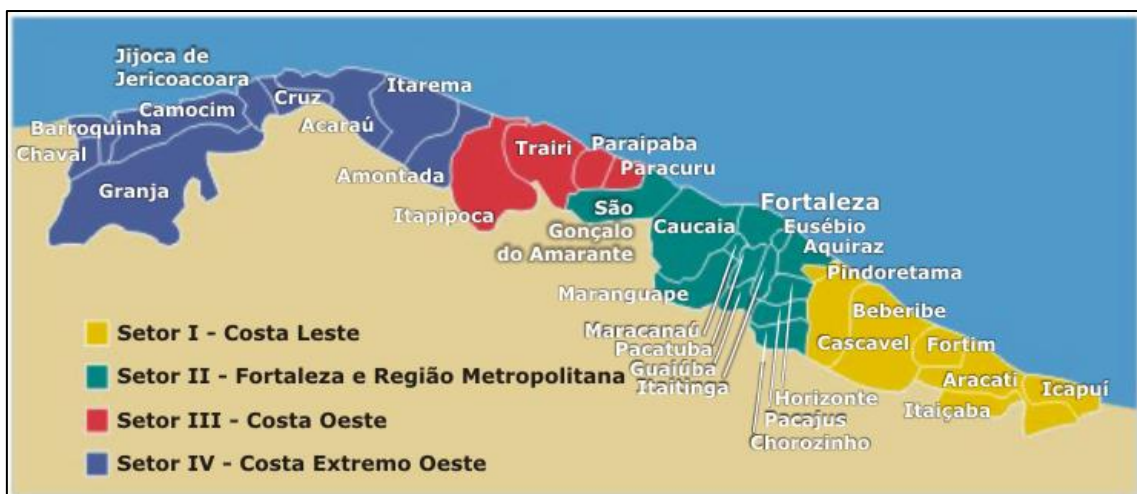 Jijoca de
Jericoacoara
Cruz
Itarema
Camocim
Barroquinha
Acaraú
Chaval
Granja
Amontada
Trairi
Paraipaba
Paracuru
Itapipoca
São
Gonçalo
do Amarante
Caucaia
Fortaleza
Eusébio
Aquiraz
Pindoretama
Maranguape
Beberibe
Maracanaú
Pacatuba
Guaiúba
Itaitinga
Cascavel
Fortim
Aracati
Icapuí
Itaiçaba
Horizonte
Pacajus
Chorozinho
Setor I - Costa Leste
Setor II - Fortaleza e Região Metropolitana
Setor III - Costa Oeste
Setor IV - Costa Extremo Oeste